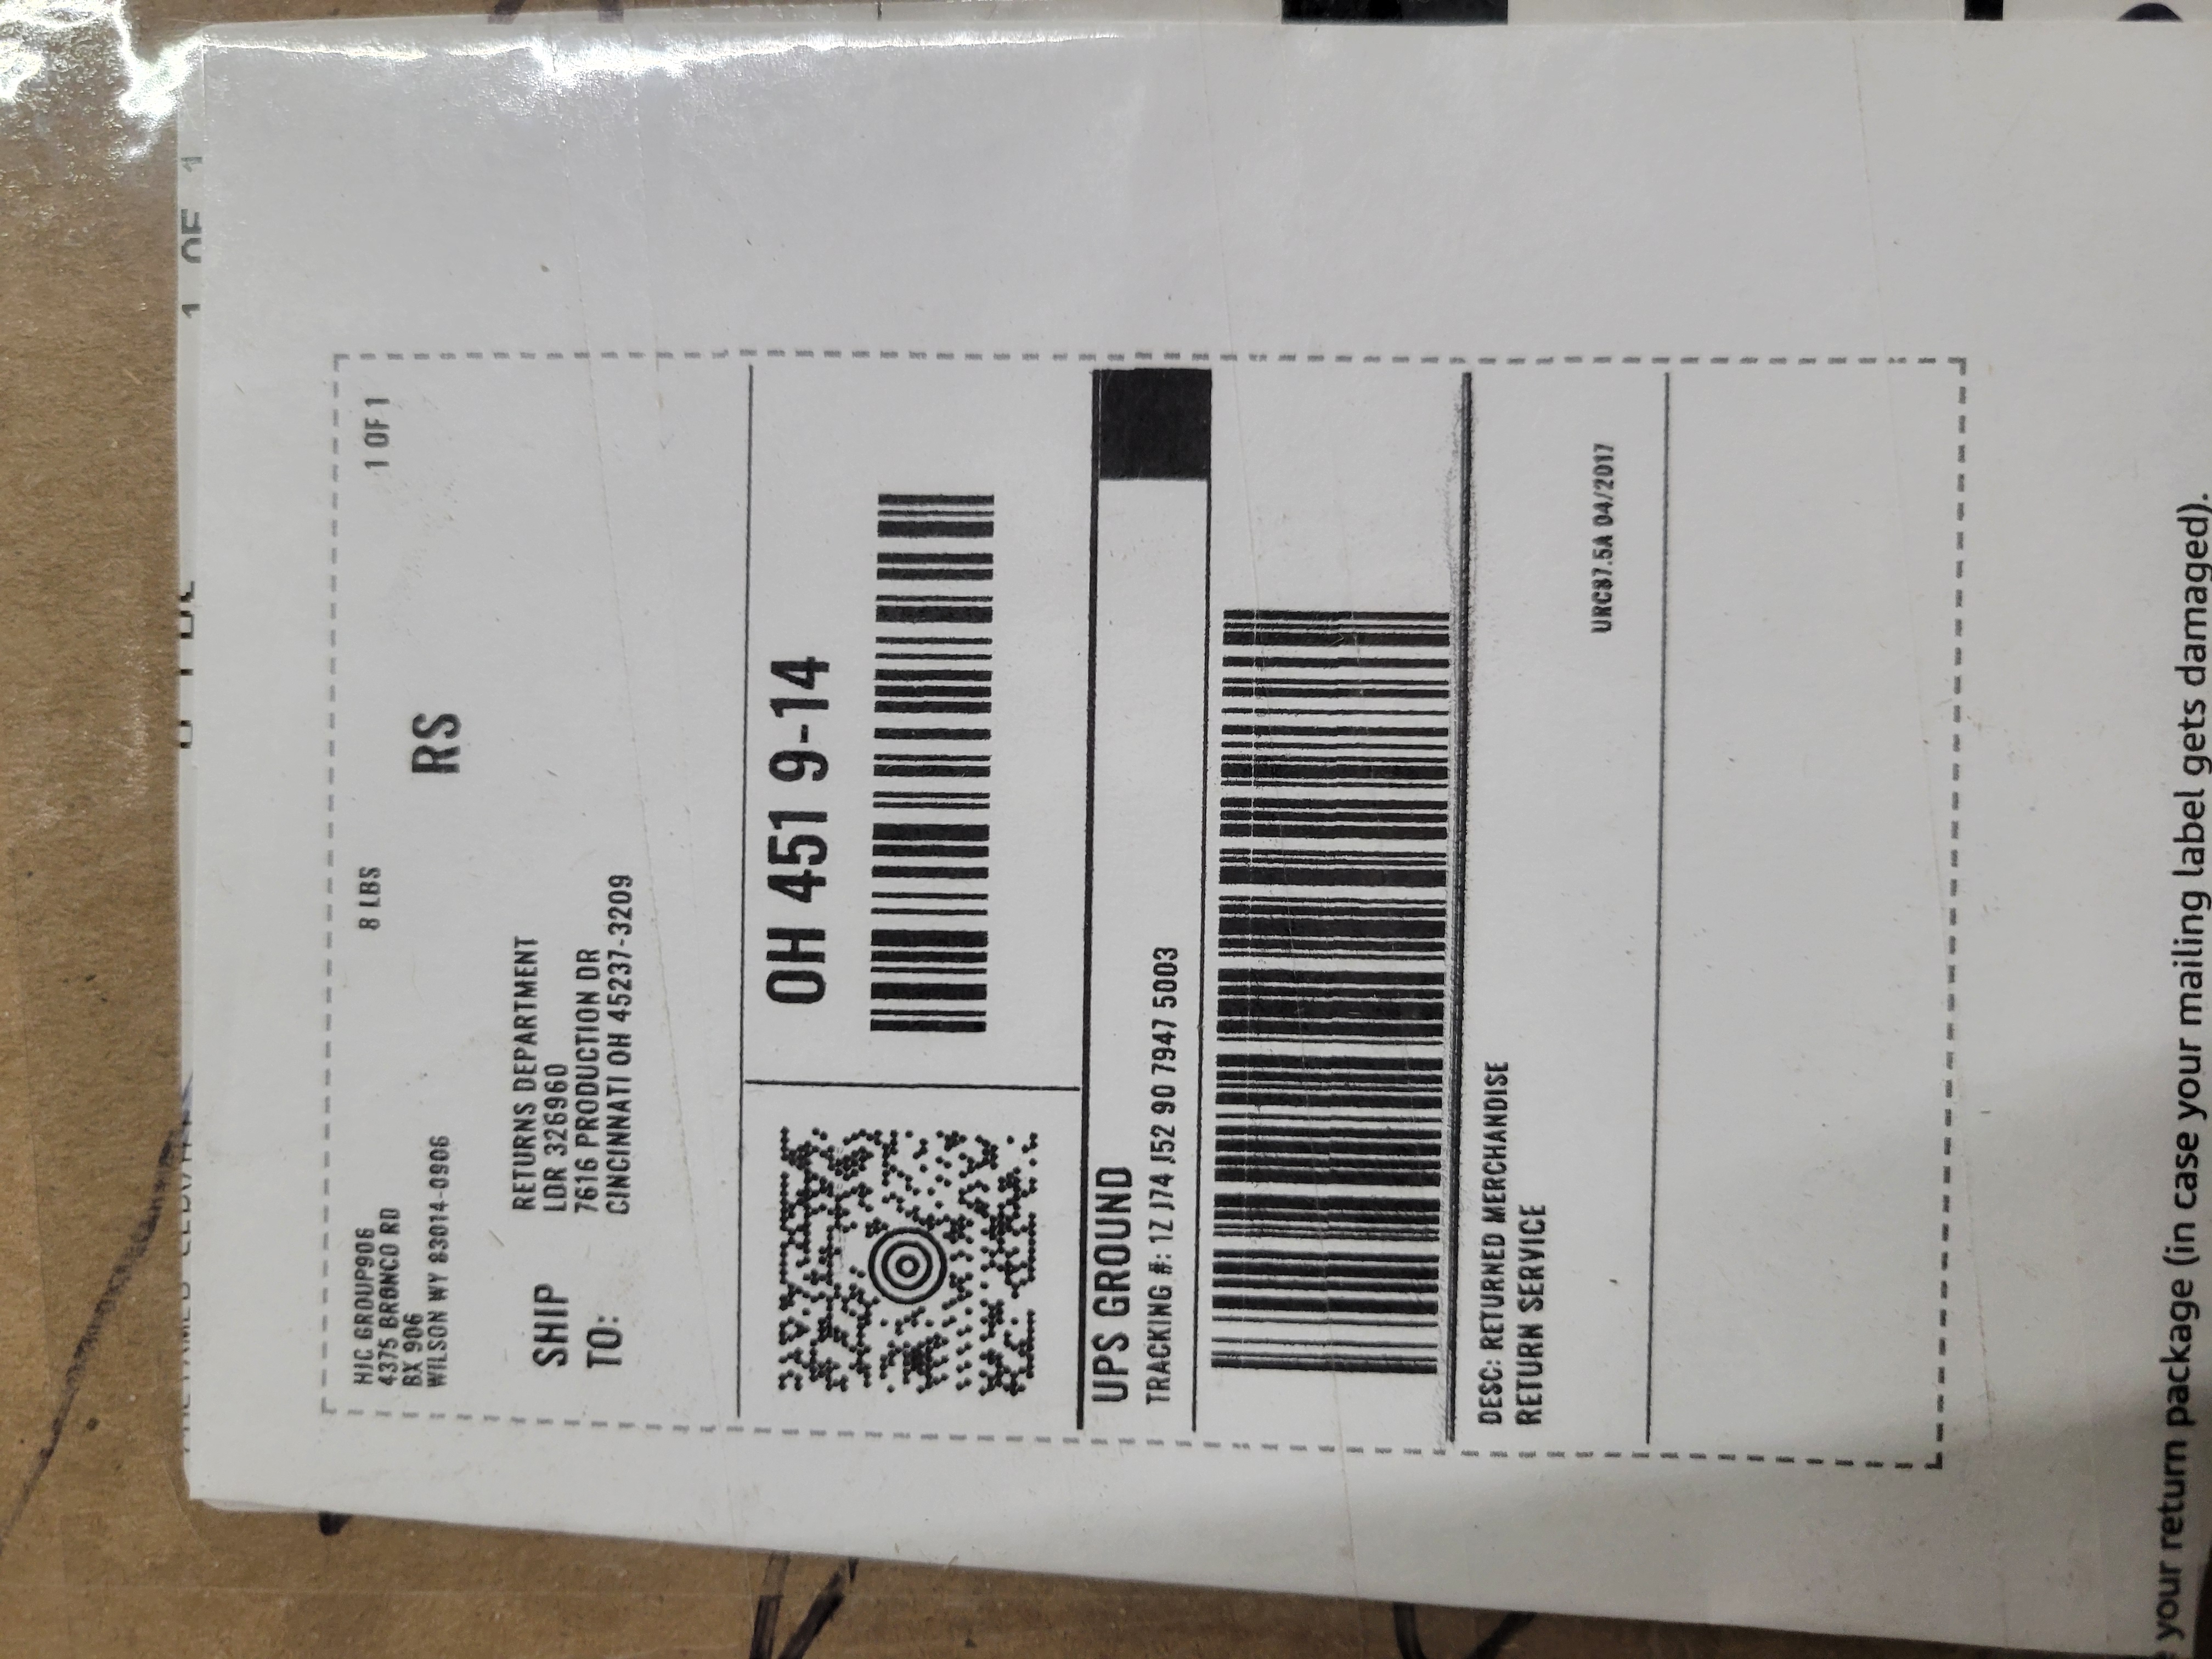 HJC GROUP906
4375 BRONCO RD
BX 906
WILSON WY 83014-0906
8 LBS
1 OF 1
RS
SHIP
TO:
RETURNS DEPARTMENT
LDR 326960
7616 PRODUCTION DR
CINCINNATI OH 45237-3209
OH 451 9-14
UPS GROUND
TRACKING #: 1Z J74 J52 90 7947 5003
DESC: RETURNED MERCHANDISE
RETURN SERVICE
URC87.5A 04/2017
your return package (in case your mailing label gets damaged).
1 OF 1